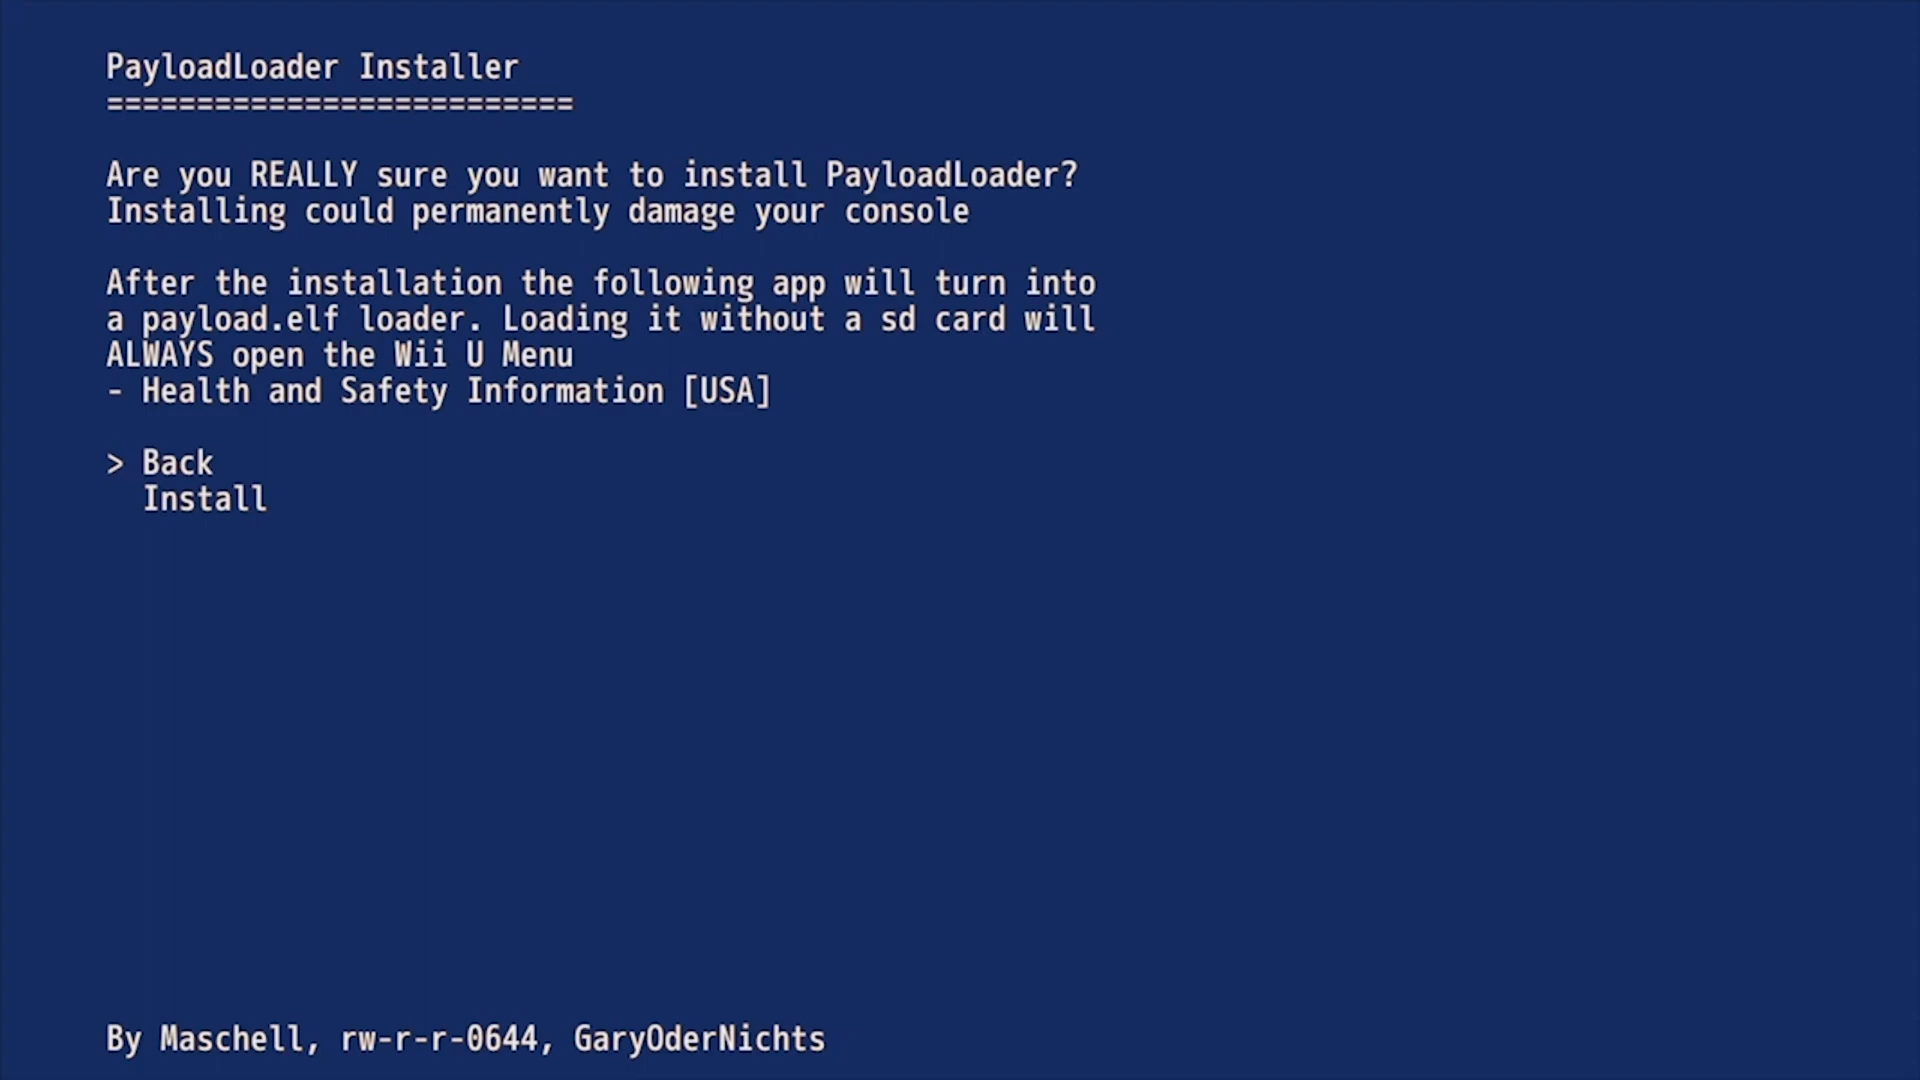 PayloadLoader Installer
==========================
Are you REALLY sure you want to install PayloadLoader?
Installing could permanently damage your console
After the installation the following app will turn into
a payload.elf loader. Loading it without a sd card will
ALWAYS open the Wii U Menu
- Health and Safety Information [USA]
> Back
Install
By Maschell, rw-r-r-0644, GaryOderNichts